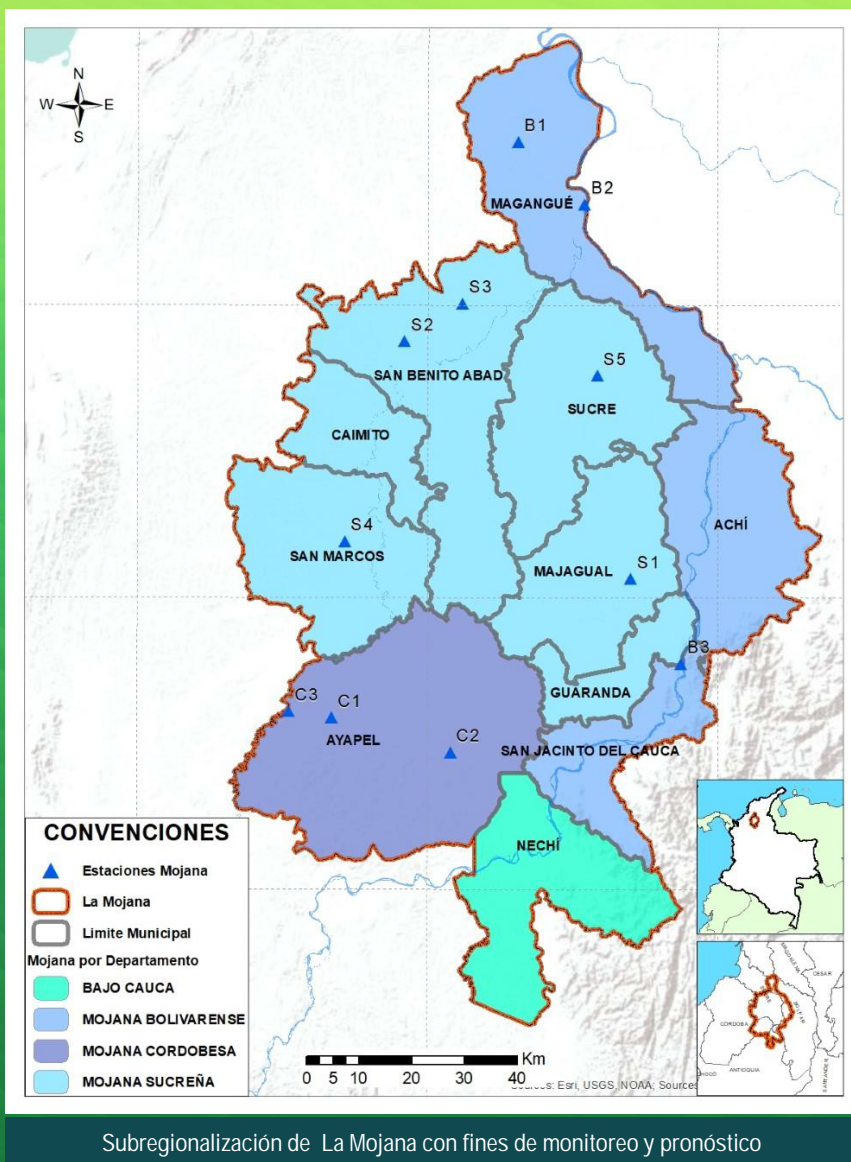 N
W E
S
B1
B2
MAGANGUÉ
S3
S2
SAN BENITO ABAD
S5
SUCRE
CAIMITO
ACHÍ
S4
SAN MARCOS
MAJAGUAL
S1
B3
GUARANDA
C3
C1
AYAPEL
C2
SAN JACINTO DEL CAUCA
NECHÍ
CONVENCIONES
Estaciones Mojana
La Mojana
Limite Municipal
Mojana por Departamento
BAJO CAUCA
MOJANA BOLIVARENSE
MOJANA CORDOBESA
MOJANA SUCREÑA
Km
0 5 10 20 30 40
Esri, USGS, NOAA; Sources
CESAR
CORDOBA
ANTIOQUIA
SANTANDER
Subregionalización de La Mojana con fines de monitoreo y pronóstico